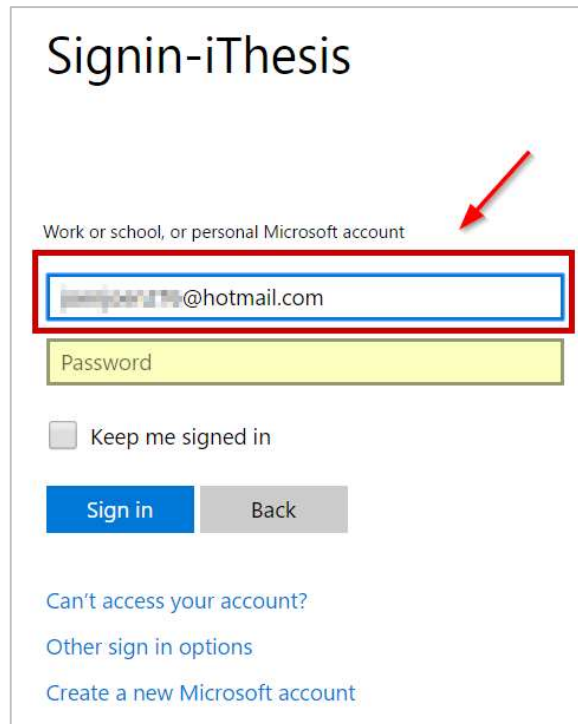 Signin-iThesis
Work or school, or personal Microsoft account
@hotmail.com
Password
Keep me signed in
Sign in
Back
Can't access your account?
Other sign in options
Create a new Microsoft account